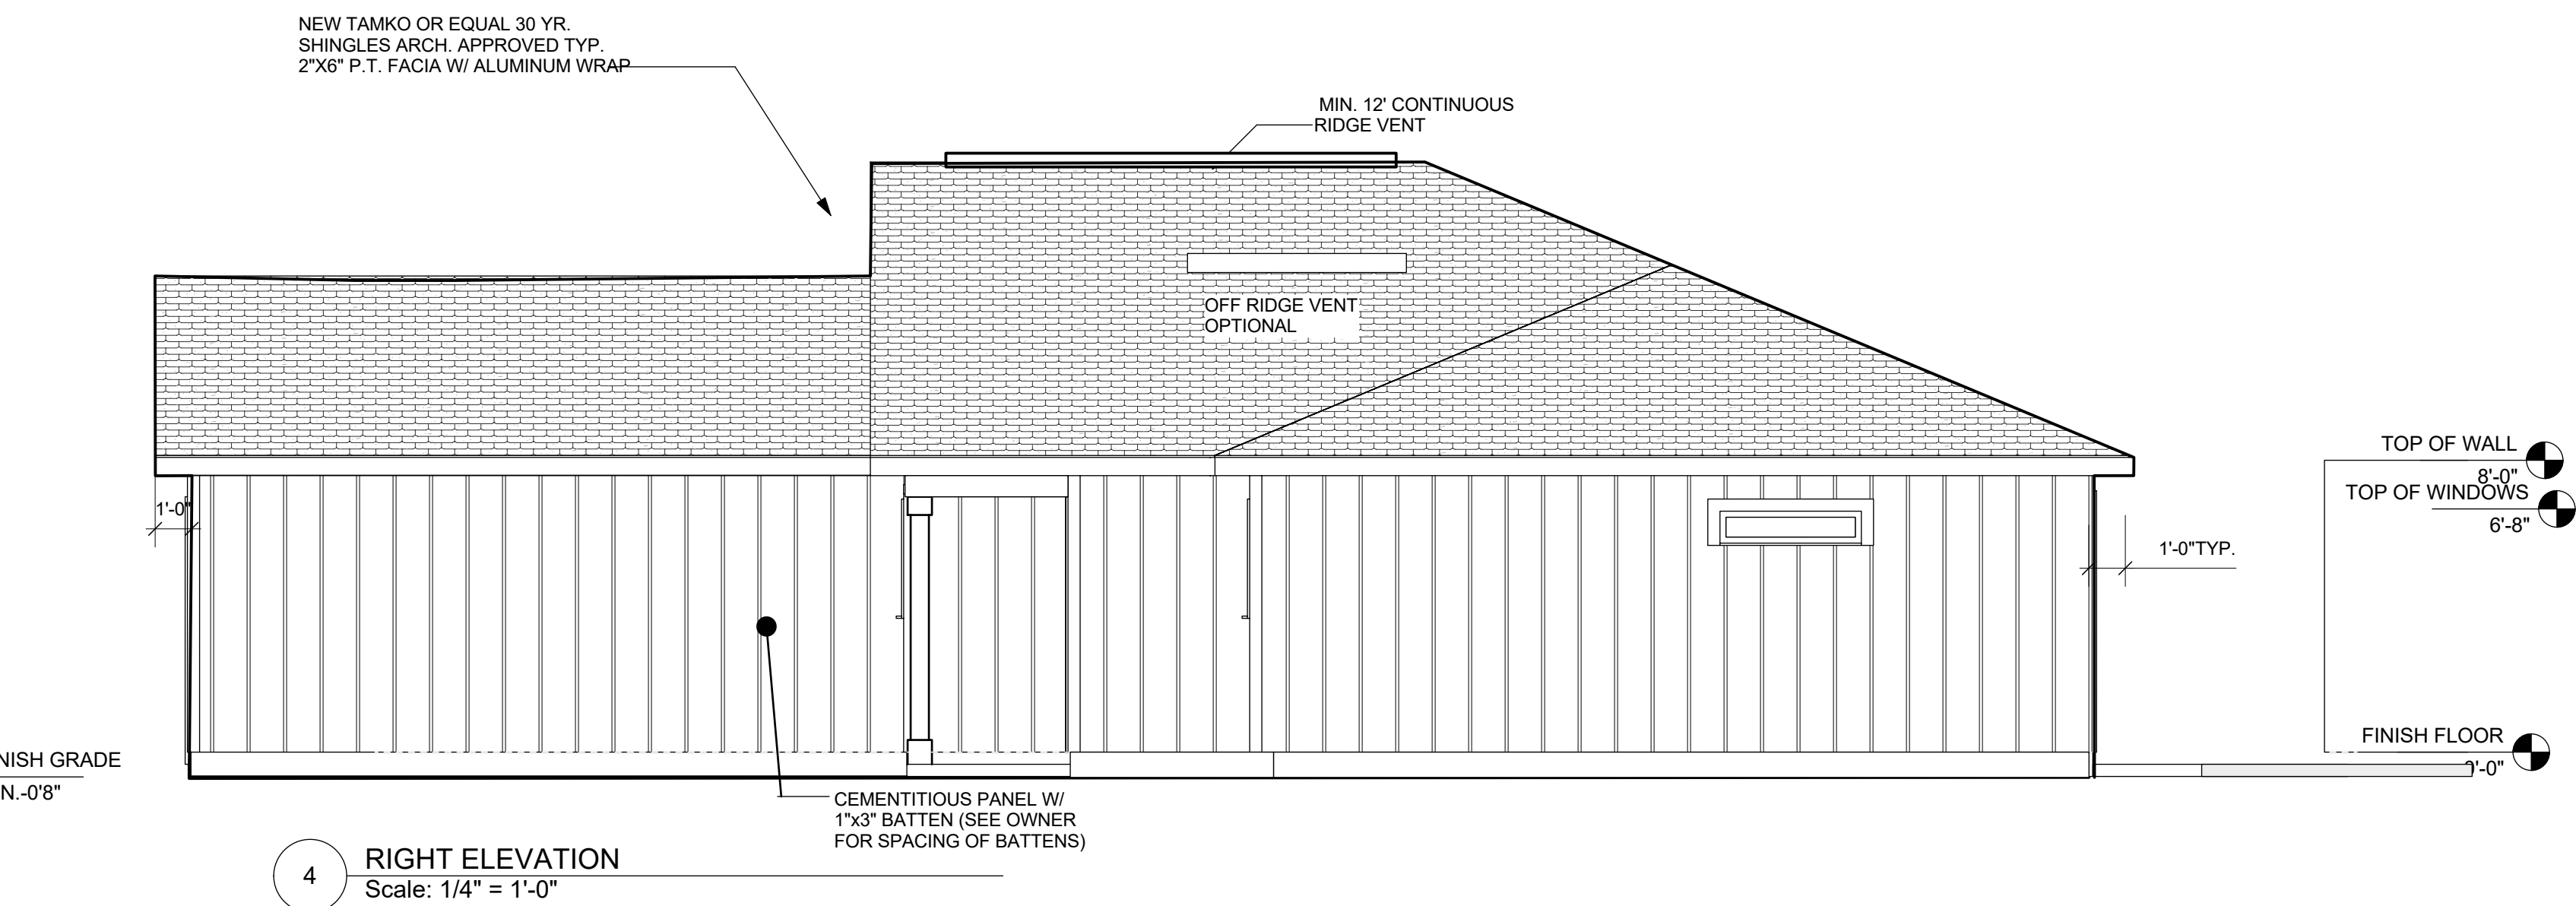 NEW TAMKO OR EQUAL 30 YR.
SHINGLES ARCH. APPROVED TYP.
2"X6" P.T. FACIA W/ ALUMINUM WRAP
MIN. 12' CONTINUOUS
RIDGE VENT
OFF RIDGE VENT
OPTIONAL
TOP OF WALL
8'-0"
TOP OF WINDOWS
6'-8"
1'-0"
1'-0"TYP.
FINISH FLOOR
'-0"
NISH GRADE
N.-0'8"
CEMENTITIOUS PANEL W/
1"x3" BATTEN (SEE OWNER
FOR SPACING OF BATTENS)
4
RIGHT ELEVATION
Scale: 1/4" = 1'-0"